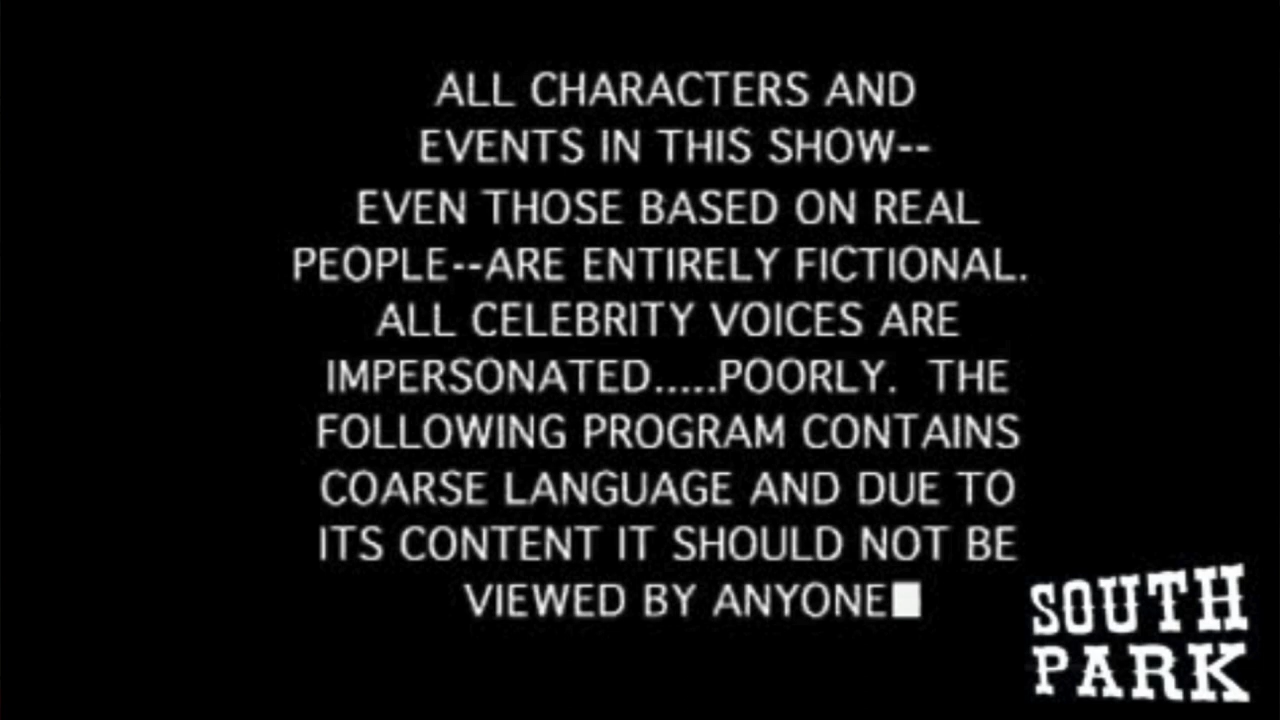 ALL CHARACTERS AND
EVENTS IN THIS SHOW--
EVEN THOSE BASED ON REAL
PEOPLE--ARE ENTIRELY FICTIONAL.
ALL CELEBRITY VOICES ARE
IMPERSONATED.....POORLY.  THE
FOLLOWING PROGRAM CONTAINS
COARSE LANGUAGE AND DUE TO
ITS CONTENT IT SHOULD NOT BE
VIEWED BY ANYONE
SOUTH
PARK